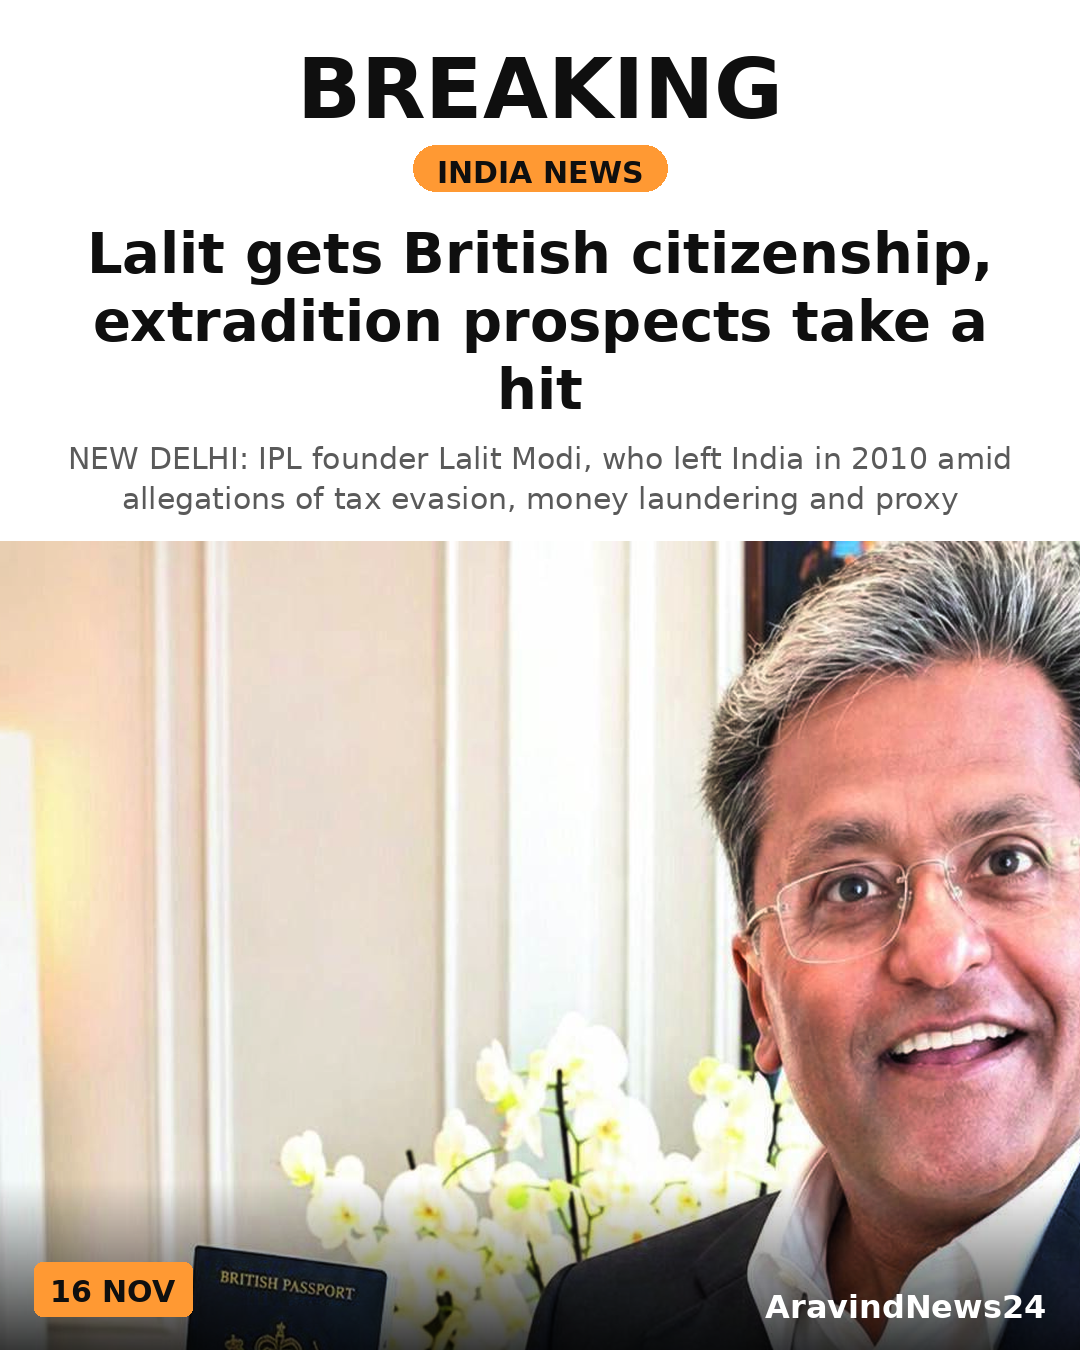 BREAKING
INDIA NEWS
Lalit gets British citizenship,
extradition prospects take a
hit
NEW DELHI: IPL founder Lalit Modi, who left India in 2010 amid
allegations of tax evasion, money laundering and proxy
BRITISH PASSPORT
16 NOV
AravindNews24